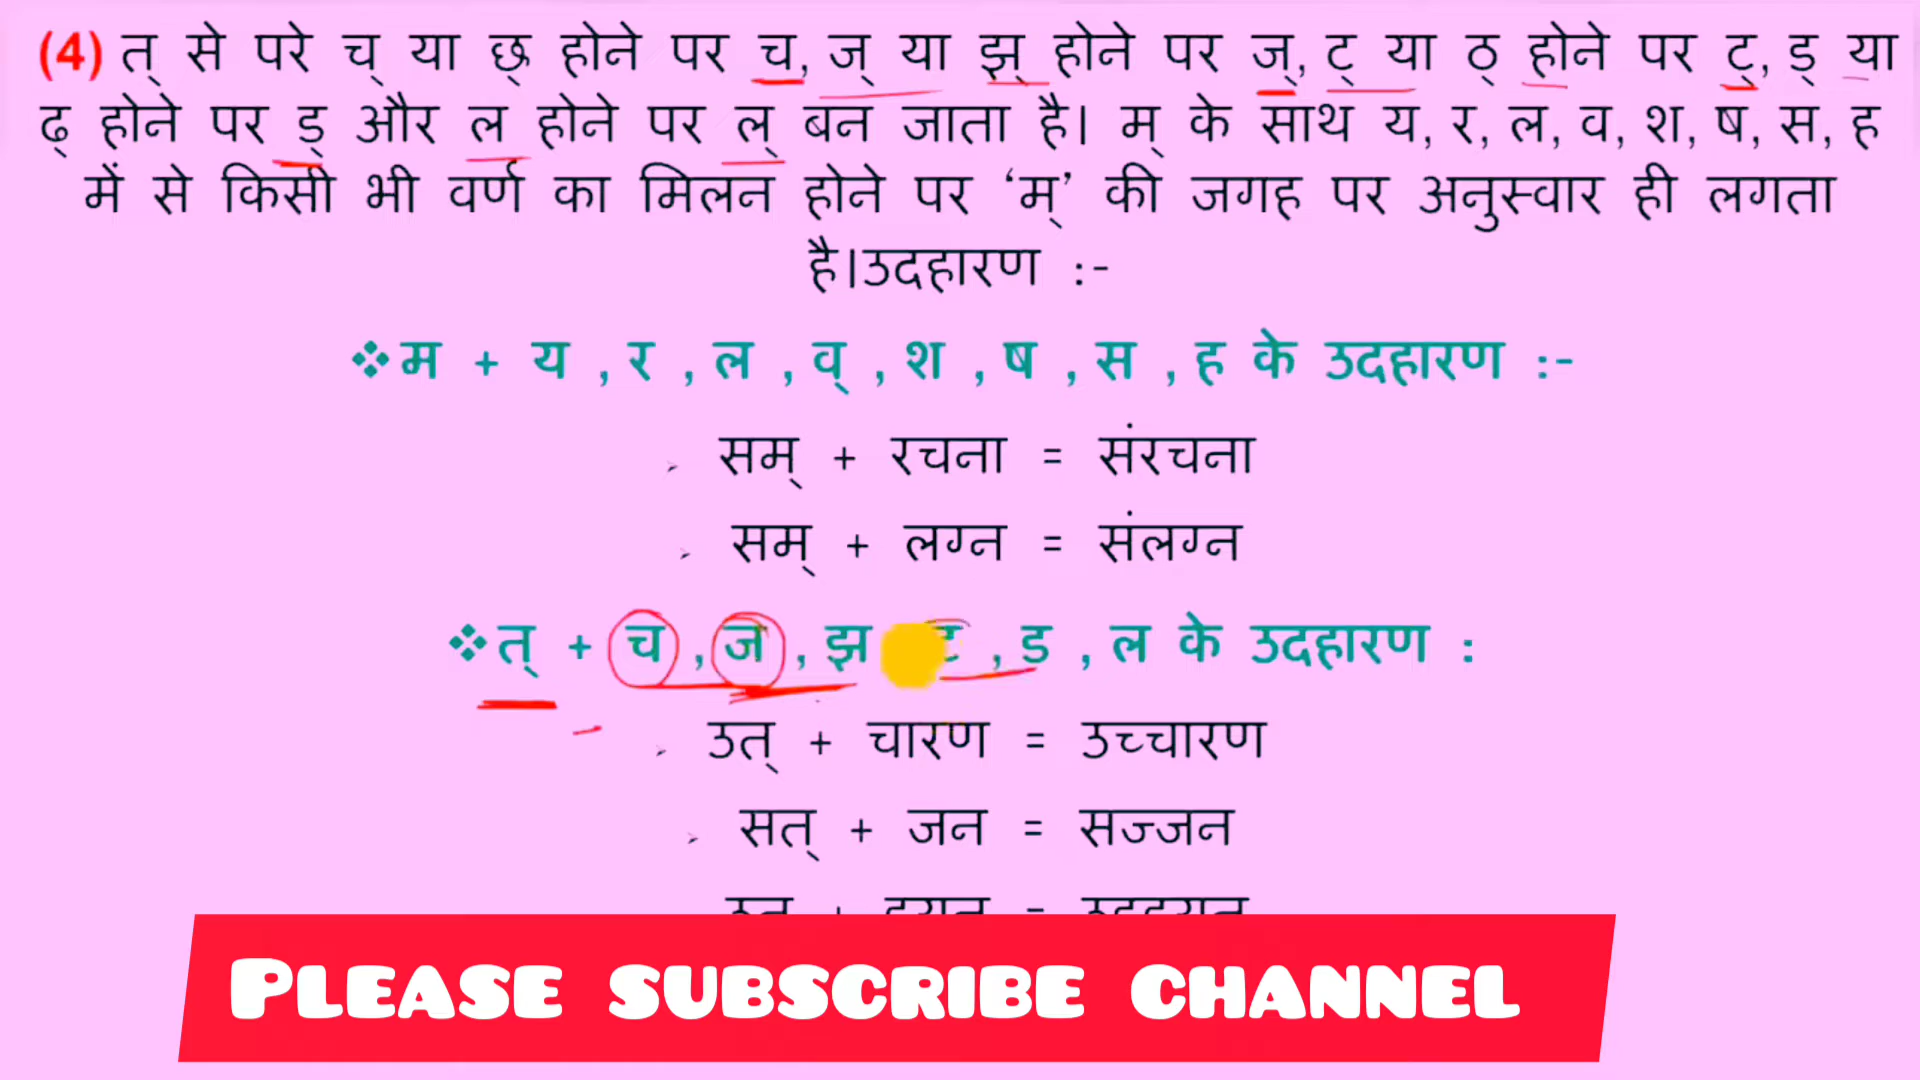 (4) त् से परे च् या छ् होने पर च, ज् या झ् होने पर ज्, ट् या ठ् होने पर ट्, ड् या
ढ् होने पर ड् और ल होने पर ल् बन जाता है। म् के साथ य, र, ल, व, श, ष, स, ह
में से किसी भी वर्ण का मिलन होने पर ‘म्’ की जगह पर अनुस्वार ही लगता
है।उदहारण :-
❖म + य , र , ल , व् , श , ष , स , ह के उदहारण :-
➢ सम् + रचना = संरचना
➢ सम् + लग्न = संलग्न
❖त् + च , ज , झ ट , ड , ल के उदहारण :
➢ उत् + चारण = उच्चारण
➢ सत् + जन = सज्जन
PLEASE SUBSCRIBE CHANNEL